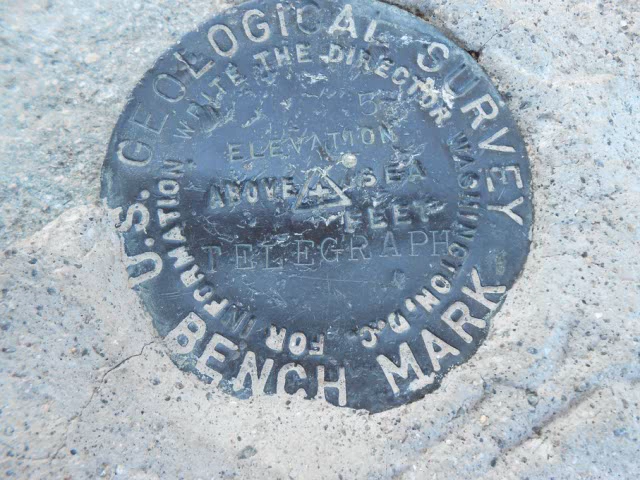 U.S. GEOLOGICAL SURVEY
BENCH MARK
FOR INFORMATION WRITE THE DIRECTOR WASHINGTON, D.C.
ELEVATION
ABOVE SEA
FEET
TELEGRAPH